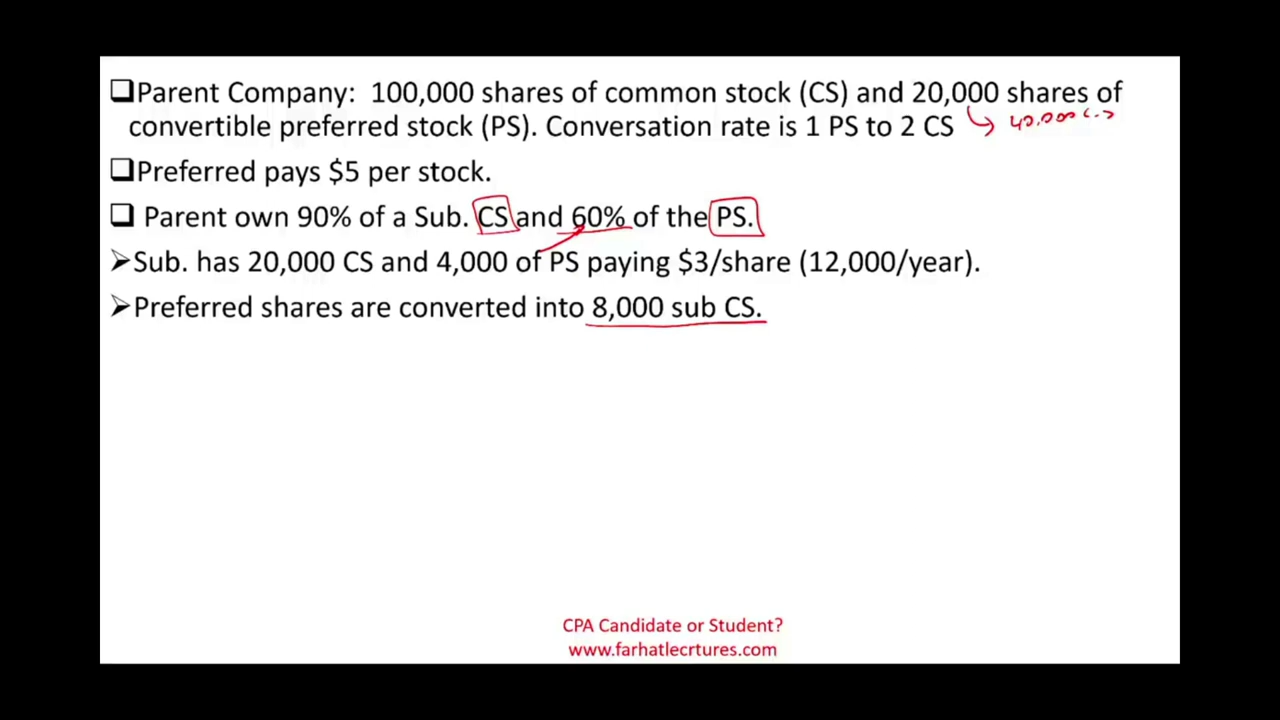 ❑Parent Company: 100,000 shares of common stock (CS) and 20,000 shares of
convertible preferred stock (PS). Conversation rate is 1 PS to 2 CS
40,000 C.S
❑Preferred pays $5 per stock.
❑ Parent own 90% of a Sub. CS and 60% of the PS.
➤Sub. has 20,000 CS and 4,000 of PS paying $3/share (12,000/year).
➤Preferred shares are converted into 8,000 sub CS.
CPA Candidate or Student?
www.farhatlecrtures.com